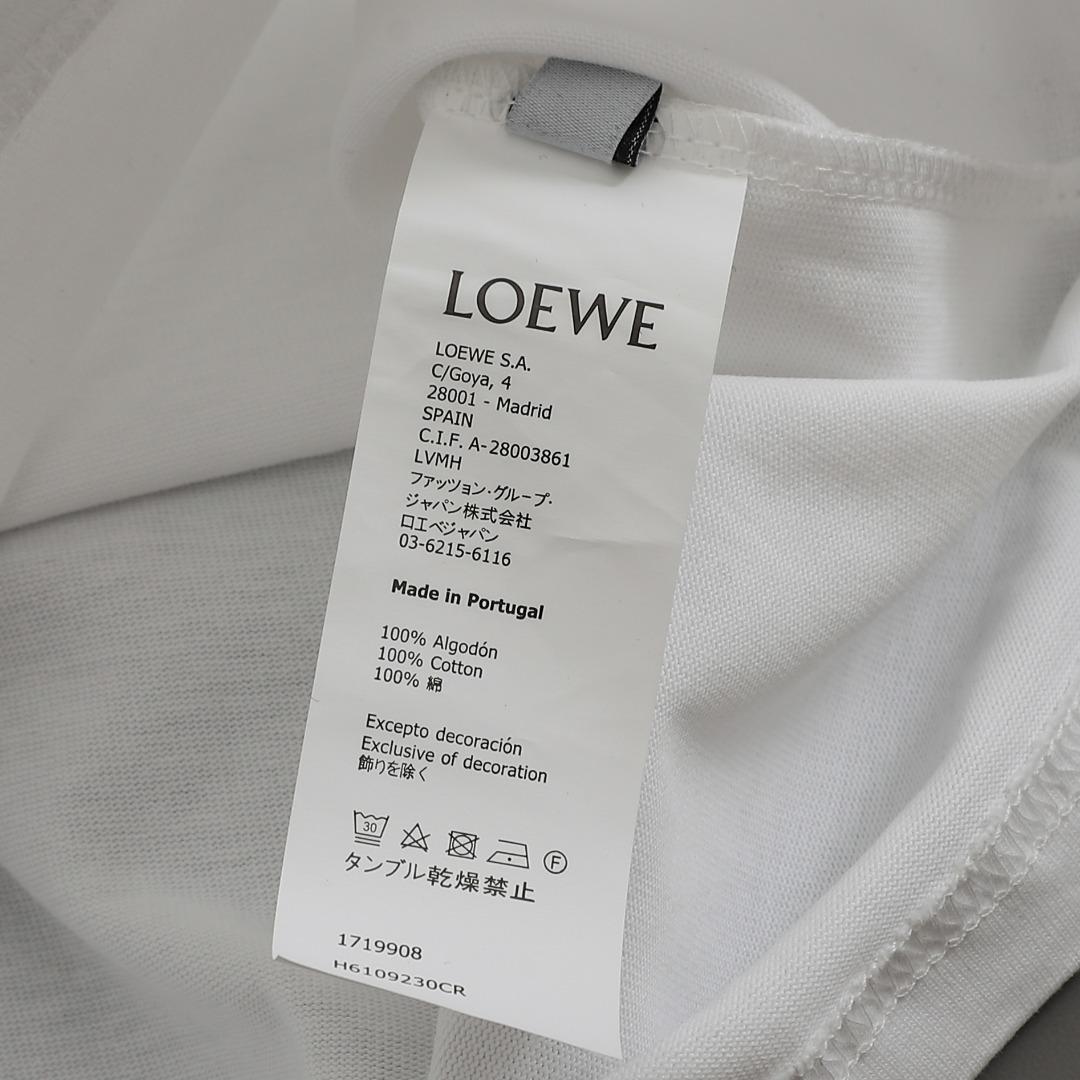 LOEWE
LOEWE S.A.
C/Goya, 4
28001 - Madrid
SPAIN
C.I.F. A-28003861
LVMH
ファッツョン・グループ・
ジャパン株式会社
ロエベジャパン
03-6215-6116
Made in Portugal
100% Algodón
100% Cotton
100% 綿
Excepto decoración
Exclusive of decoration
飾りを除く
30
F
タンブル乾燥禁止
1719908
H6109230CR